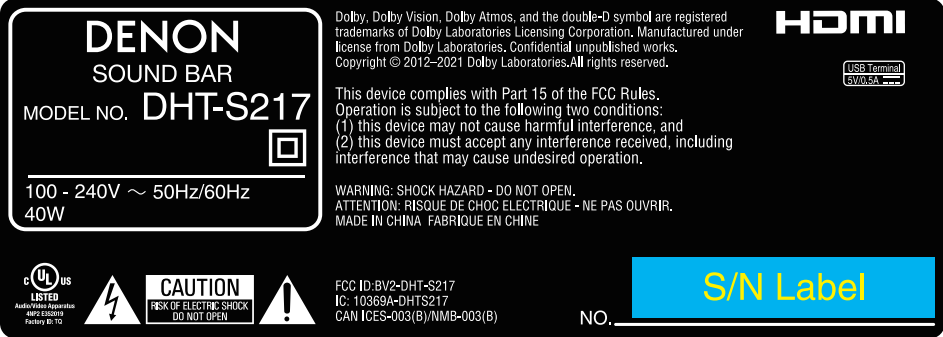 DENON
SOUND BAR
MODEL NO. DHT-S217
100 - 240V ～ 50Hz/60Hz
40W
Dolby, Dolby Vision, Dolby Atmos, and the double-D symbol are registered
trademarks of Dolby Laboratories Licensing Corporation. Manufactured under
license from Dolby Laboratories. Confidential unpublished works.
Copyright © 2012–2021 Dolby Laboratories.All rights reserved.
This device complies with Part 15 of the FCC Rules.
Operation is subject to the following two conditions:
(1) this device may not cause harmful interference, and
(2) this device must accept any interference received, including
interference that may cause undesired operation.
WARNING: SHOCK HAZARD - DO NOT OPEN.
ATTENTION: RISQUE DE CHOC ELECTRIQUE - NE PAS OUVRIR.
MADE IN CHINA FABRIQUE EN CHINE
HDMI
USB Terminal
5V/0.5A
C UL US
LISTED
Audio/Video Apparatus
4NP2 E352019
Factory ID: TQ
CAUTION
RISK OF ELECTRIC SHOCK
DO NOT OPEN
FCC ID:BV2-DHT-S217
IC: 10369A-DHTS217
CAN ICES-003(B)/NMB-003(B)
S/N Label
NO.